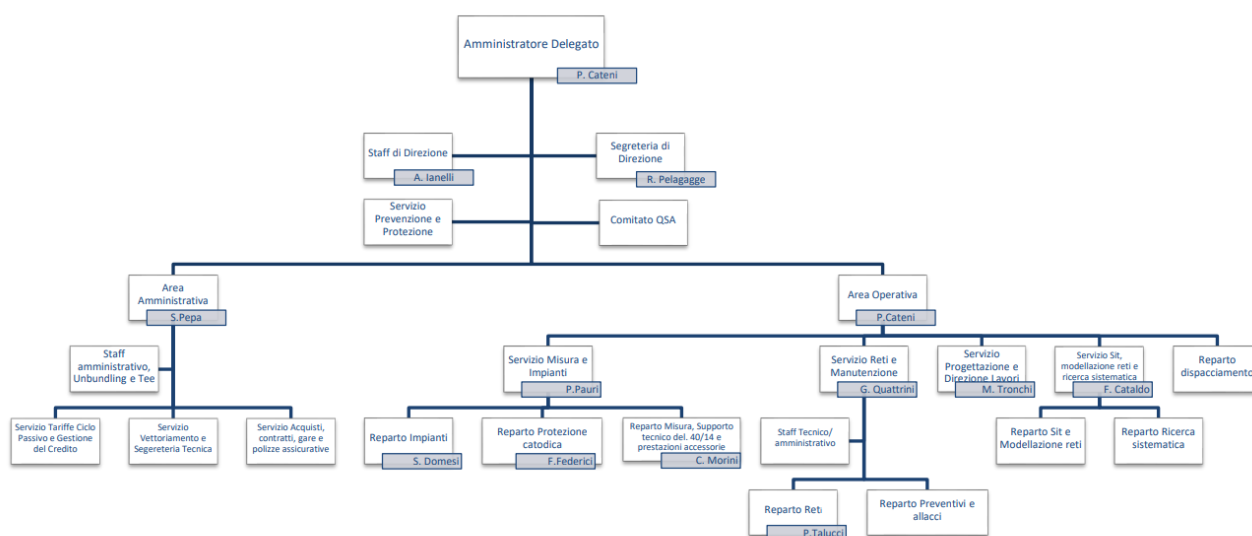 Amministratore Delegato
P. Cateni
Staff di Direzione
A. Ianelli
Segreteria di
Direzione
R. Pelagagge
Servizio
Prevenzione e
Protezione
Comitato QSA
Area
Amministrativa
S.Pepa
Area Operativa
P.Cateni
Staff
amministrativo,
Unbundling e Tee
Servizio Misura e
Impianti
P.Pauri
Servizio Reti e
Manutenzione
G. Quattrini
Servizio
Progettazione e
Direzione Lavori
M. Tronchi
Servizio Sit,
modellazione reti e
ricerca sistematica
F. Cataldo
Reparto
dispacciamento
Servizio Tariffe Ciclo
Passivo e Gestione
del Credito
Servizio
Vettoriamento e
Segereteria Tecnica
Servizio Acquisti,
contratti, gare e
polizze assicurative
Reparto Impianti
S. Domesi
Reparto Protezione
catodica
F.Federici
Reparto Misura, Supporto
tecnico del. 40/14 e
prestazioni accessorie
C. Morini
Staff Tecnico/
amministrativo
Reparto Sit e
Modellazione reti
Reparto Ricerca
sistematica
Reparto Reti
P.Talucci
Reparto Preventivi e
allacci